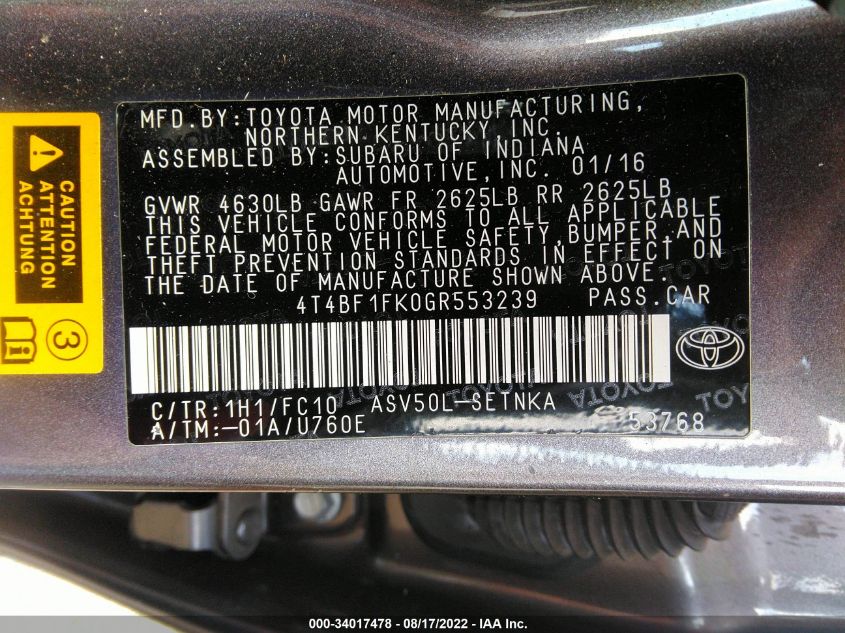 CAUTION
ATTENTION
ACHTUNG
3
MFD.BY:TOYOTA MOTOR MANUFACTURING,
NORTHERN KENTUCKY, INC.
ASSEMBLED BY:SUBARU OF INDIANA
AUTOMOTIVE,INC. 01/16
GVWR 4630LB GAWR FR 2625LB RR 2625LB
THIS VEHICLE CONFORMS TO ALL APPLICABLE
FEDERAL MOTOR VEHICLE SAFETY,BUMPER,AND
THEFT PREVENTION STANDARDS IN EFFECT ON
THE DATE OF MANUFACTURE SHOWN ABOVE.
4T4BF1FK0GR553239 PASS.CAR
C/TR:1H1/FC10 ASV50L-SETNKA
A/TM:-01A/U760E 53768
TOYOTA
000-34017478 - 08/17/2022 - IAA Inc.